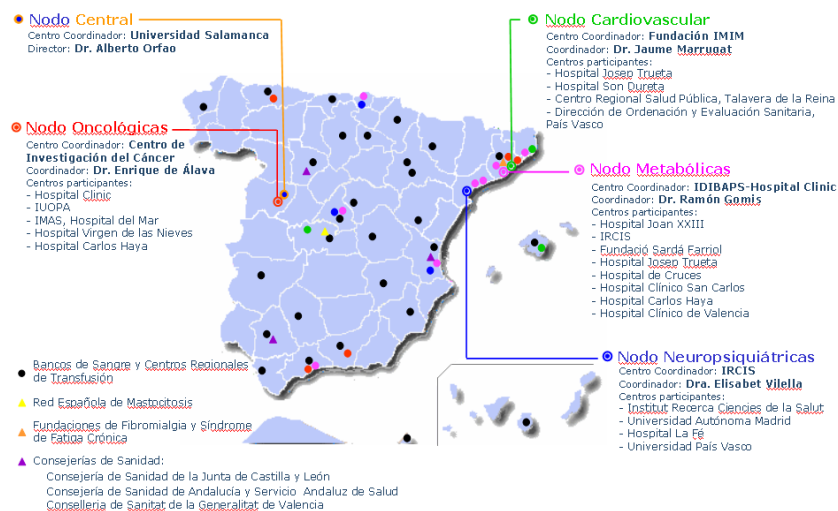 Nodo Central
Centro Coordinador: Universidad Salamanca
Director: Dr. Alberto Orfao
Nodo Cardiovascular
Centro Coordinador: Fundación IMIM
Coordinador: Dr. Jaume Marrugat
Centros participantes:
- Hospital Josep Trueta
- Hospital Son Dureta
- Centro Regional Salud Pública, Talavera de la Reina
- Dirección de Ordenación y Evaluación Sanitaria,
País Vasco
Nodo Oncológicas
Centro Coordinador: Centro de
Investigación del Cáncer
Coordinador: Dr. Enrique de Álava
Centros participantes:
- Hospital Clinic
- IUOPA
- IMAS, Hospital del Mar
- Hospital Virgen de las Nieves
- Hospital Carlos Haya
Nodo Metabólicas
Centro Coordinador: IDIBAPS-Hospital Clinic
Coordinador: Dr. Ramón Gomis
Centros participantes:
- Hospital Joan XXIII
- IRCIS
- Fundació Sardá Farriol
- Hospital Josep Trueta
- Hospital de Cruces
- Hospital Clínico San Carlos
- Hospital Carlos Haya
- Hospital Clínico de Valencia
Nodo Neuropsiquiátricas
Centro Coordinador: IRCIS
Coordinador: Dra. Elisabet Vilella
Centros participantes:
- Institut Recerca Ciencies de la Salut
- Universidad Autónoma Madrid
- Hospital La Fé
- Universidad País Vasco
Bancos de Sangre y Centros Regionales
de Transfusión
Red Española de Mastocitosis
Fundaciones de Fibromialgia y Síndrome
de Fatiga Crónica
Consejerías de Sanidad:
Consejería de Sanidad de la Junta de Castilla y León
Consejería de Sanidad de Andalucía y Servicio Andaluz de Salud
Conselleria de Sanitat de la Generalitat de Valencia